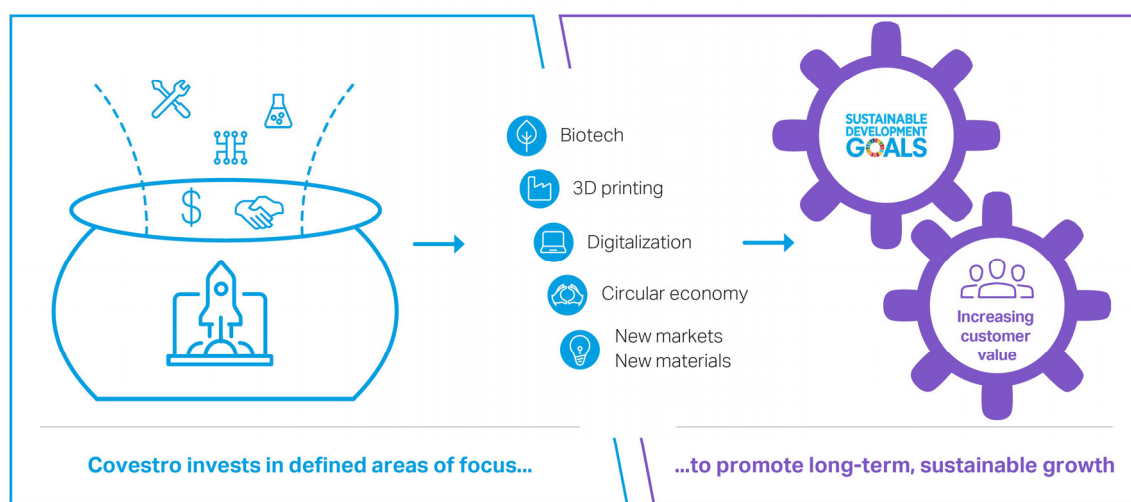 $
Biotech
3D printing
Digitalization
Circular economy
New markets
New materials
SUSTAINABLE
DEVELOPMENT
GOALS
Increasing
customer
value
Covestro invests in defined areas of focus...
...to promote long-term, sustainable growth